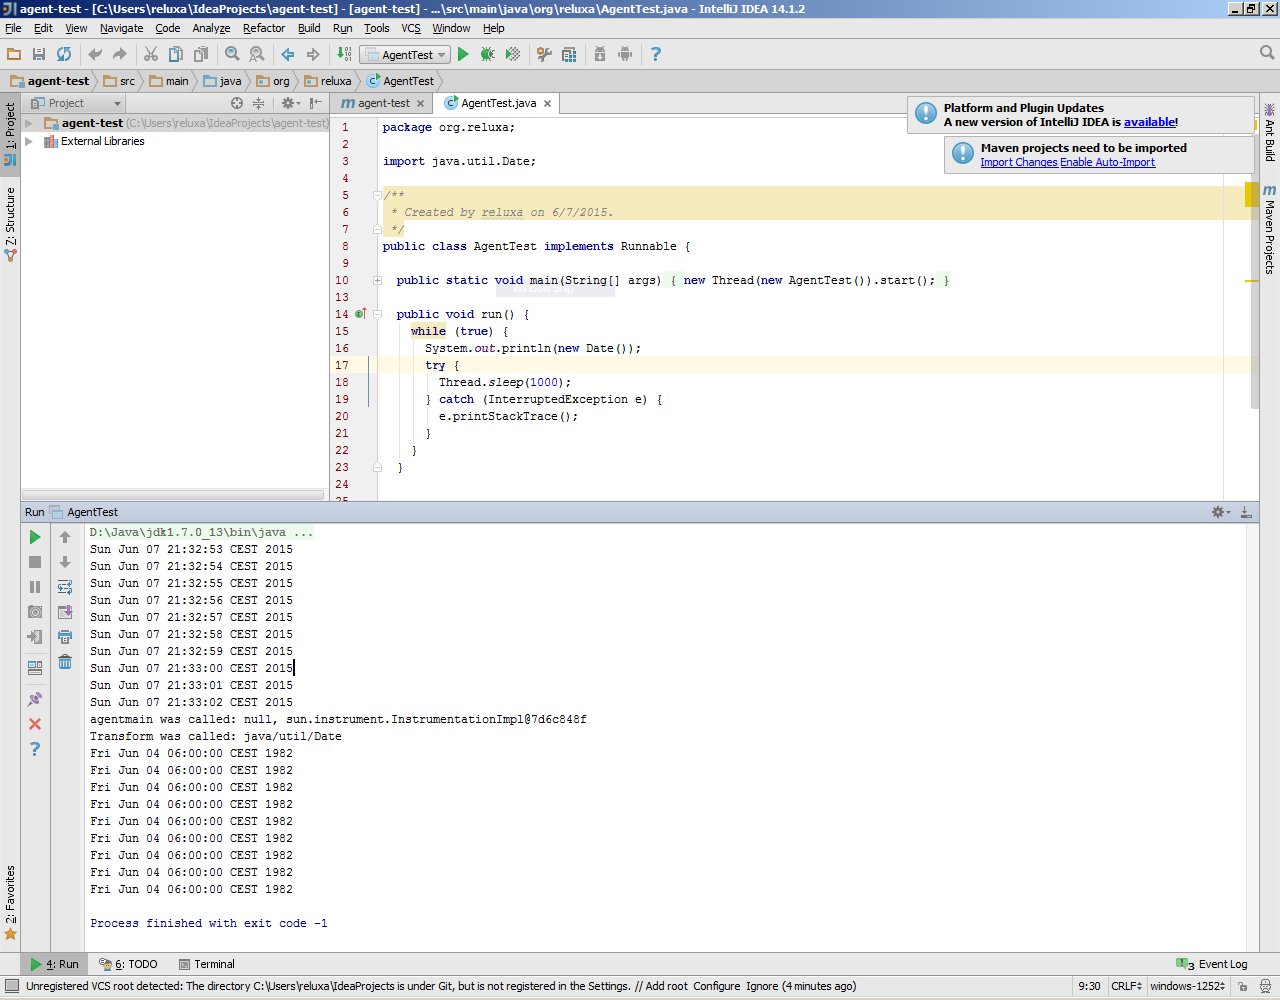 agent-test - [C:\Users\reluxa\IdeaProjects\agent-test] - [agent-test] - ...\src\main\java\org\reluxa\AgentTest.java - IntelliJ IDEA 14.1.2
File Edit View Navigate Code Analyze Refactor Build Run Tools VCS Window Help
AgentTest
agent-test src main java org reluxa AgentTest
Project
agent-test AgentTest.java
1: Project
7: Structure
2: Favorites
agent-test (C:\Users\reluxa\IdeaProjects\agent-test)
External Libraries
Platform and Plugin Updates
A new version of IntelliJ IDEA is available!
Maven projects need to be imported
Import Changes Enable Auto-Import
Ant Build
Maven Projects
1 package org.reluxa;
2
3 import java.util.Date;
4
5 /**
6 * Created by reluxa on 6/7/2015.
7 */
8 public class AgentTest implements Runnable {
9
10 public static void main(String[] args) { new Thread(new AgentTest()).start(); }
13
14 public void run() {
15 while (true) {
16 System.out.println(new Date());
17 try {
18 Thread.sleep(1000);
19 } catch (InterruptedException e) {
20 e.printStackTrace();
21 }
22 }
23 }
24
Run AgentTest
D:\Java\jdk1.7.0_13\bin\java ...
Sun Jun 07 21:32:53 CEST 2015
Sun Jun 07 21:32:54 CEST 2015
Sun Jun 07 21:32:55 CEST 2015
Sun Jun 07 21:32:56 CEST 2015
Sun Jun 07 21:32:57 CEST 2015
Sun Jun 07 21:32:58 CEST 2015
Sun Jun 07 21:32:59 CEST 2015
Sun Jun 07 21:33:00 CEST 2015
Sun Jun 07 21:33:01 CEST 2015
Sun Jun 07 21:33:02 CEST 2015
agentmain was called: null, sun.instrument.InstrumentationImpl@7d6c848f
Transform was called: java/util/Date
Fri Jun 04 06:00:00 CEST 1982
Fri Jun 04 06:00:00 CEST 1982
Fri Jun 04 06:00:00 CEST 1982
Fri Jun 04 06:00:00 CEST 1982
Fri Jun 04 06:00:00 CEST 1982
Fri Jun 04 06:00:00 CEST 1982
Fri Jun 04 06:00:00 CEST 1982
Fri Jun 04 06:00:00 CEST 1982
Fri Jun 04 06:00:00 CEST 1982
Process finished with exit code -1
4: Run 6: TODO Terminal 3 Event Log
Unregistered VCS root detected: The directory C:\Users\reluxa\IdeaProjects is under Git, but is not registered in the Settings. // Add root Configure Ignore (4 minutes ago) 9:30 CRLF windows-1252